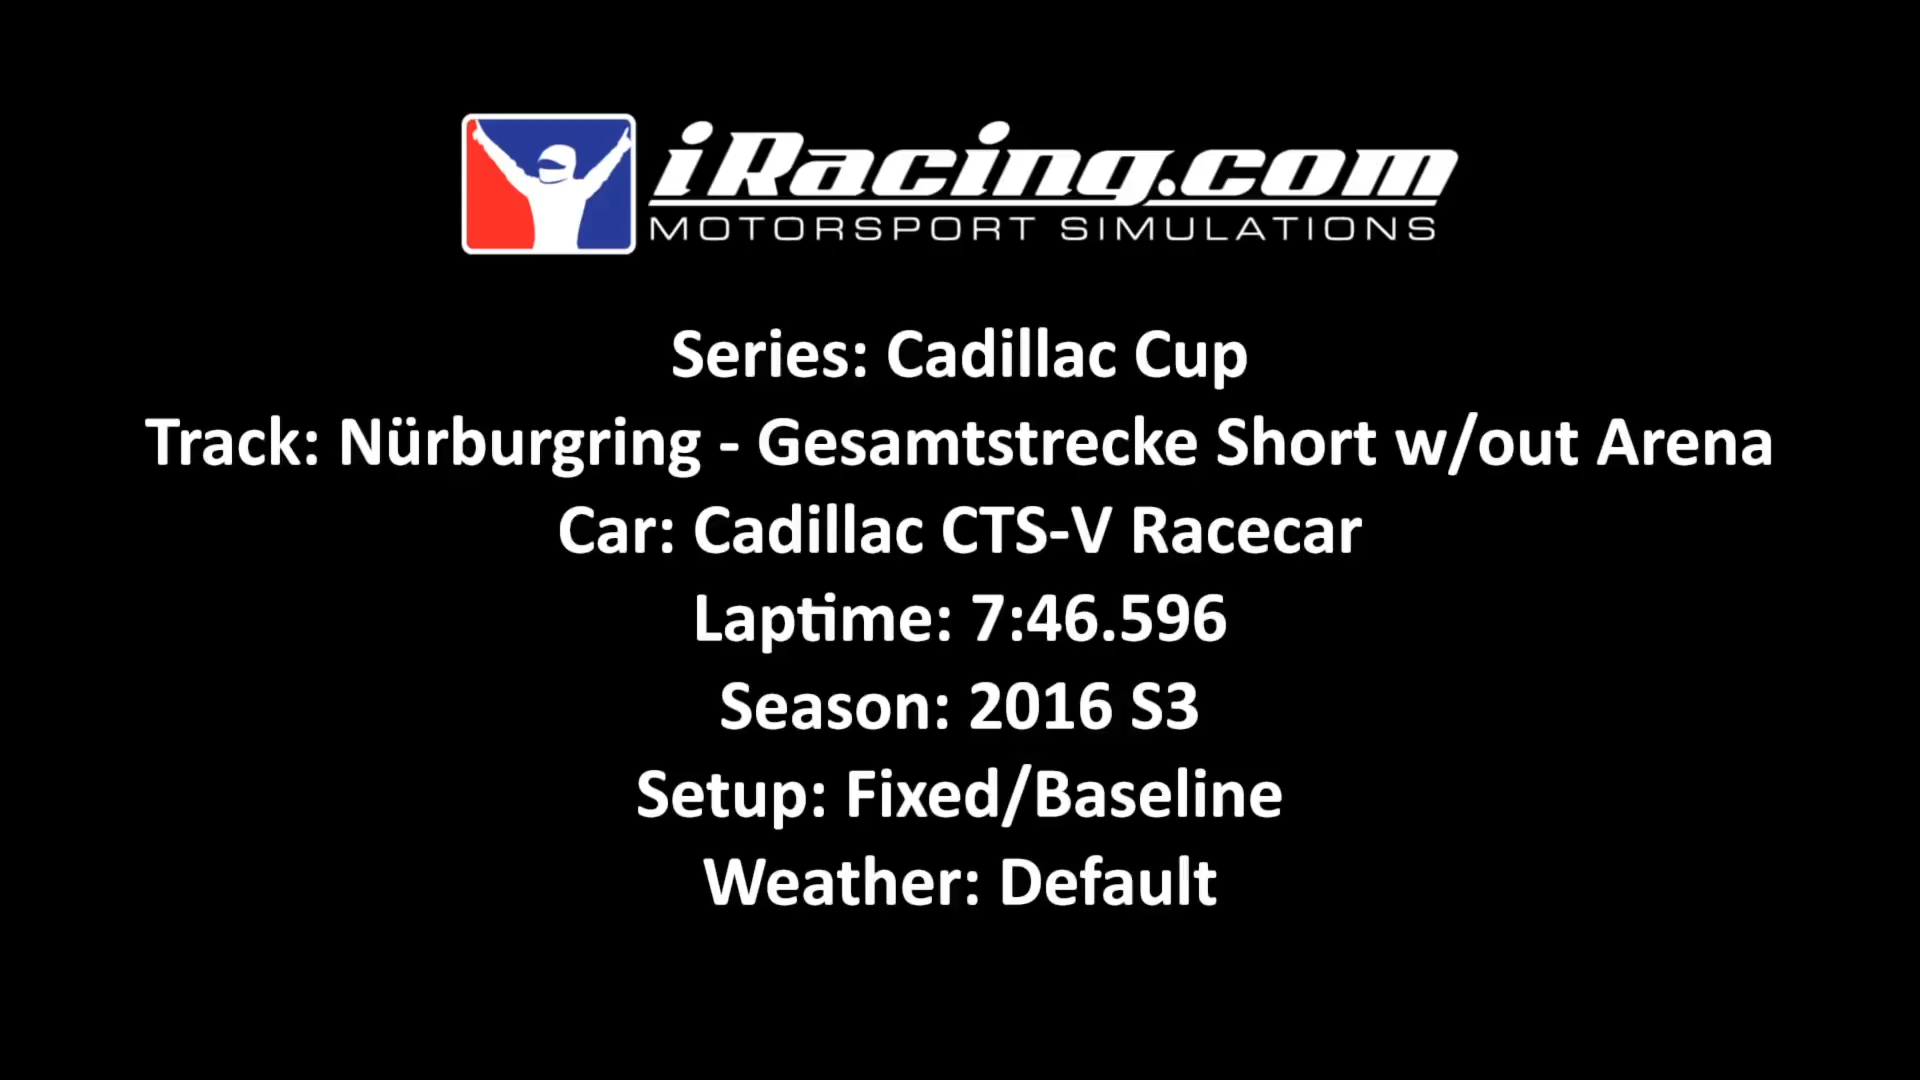 iRacing.com
MOTORSPORT SIMULATIONS
Series: Cadillac Cup
Track: Nürburgring - Gesamtstrecke Short w/out Arena
Car: Cadillac CTS-V Racecar
Laptime: 7:46.596
Season: 2016 S3
Setup: Fixed/Baseline
Weather: Default